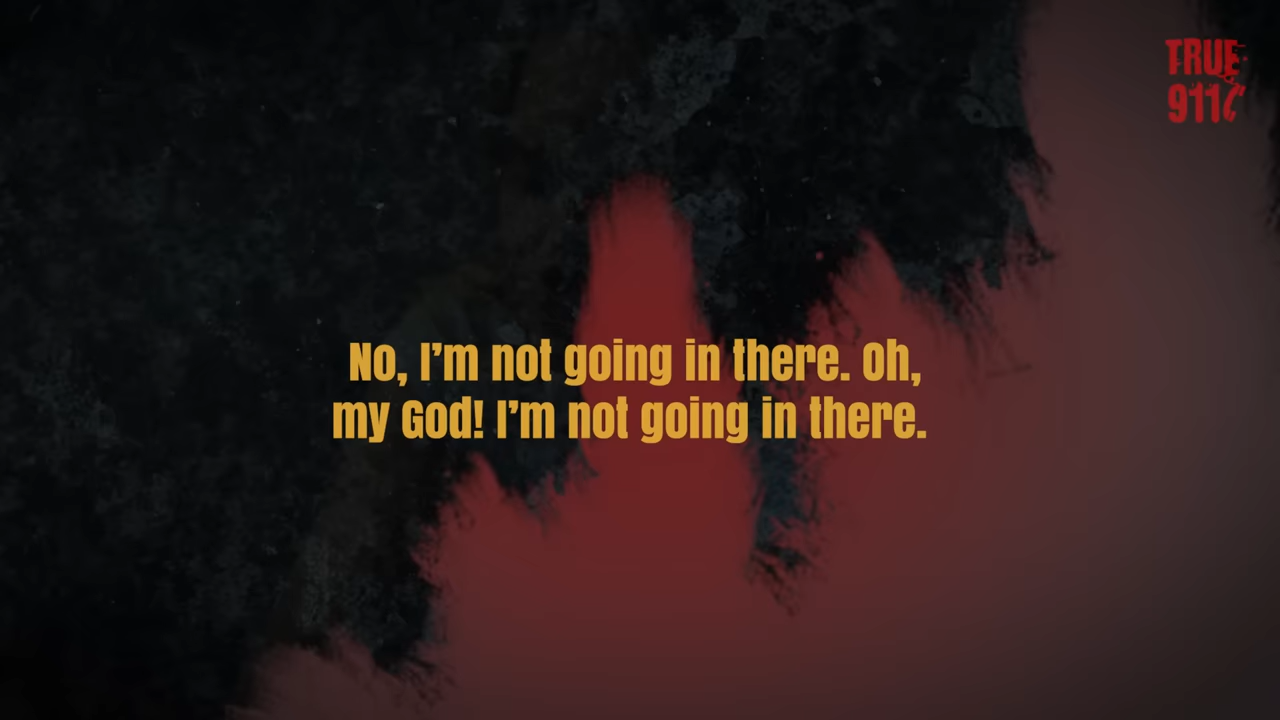 TRUE
911
No, I’m not going in there. Oh,
my God! I’m not going in there.